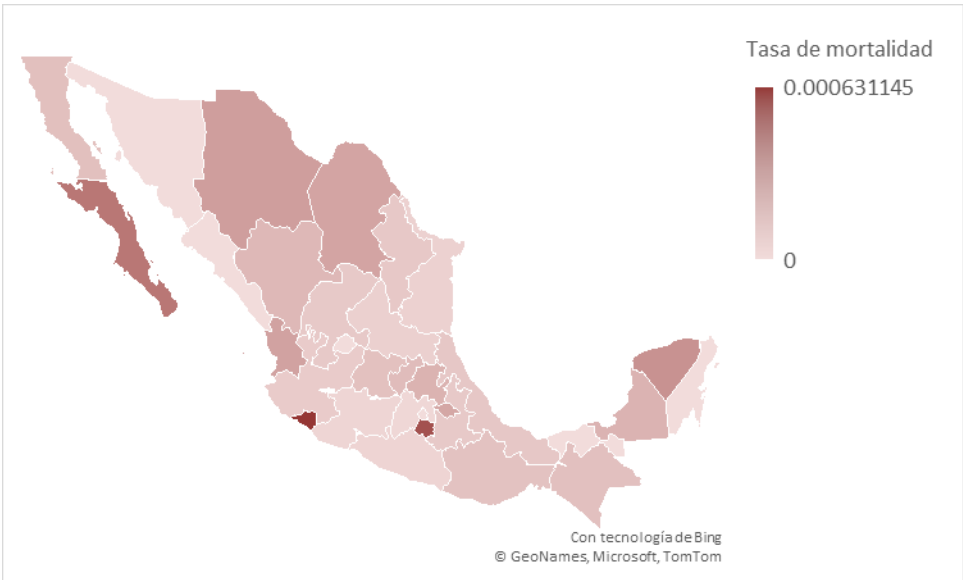 Tasa de mortalidad
0.000631145
0
Con tecnología de Bing
© GeoNames, Microsoft, TomTom